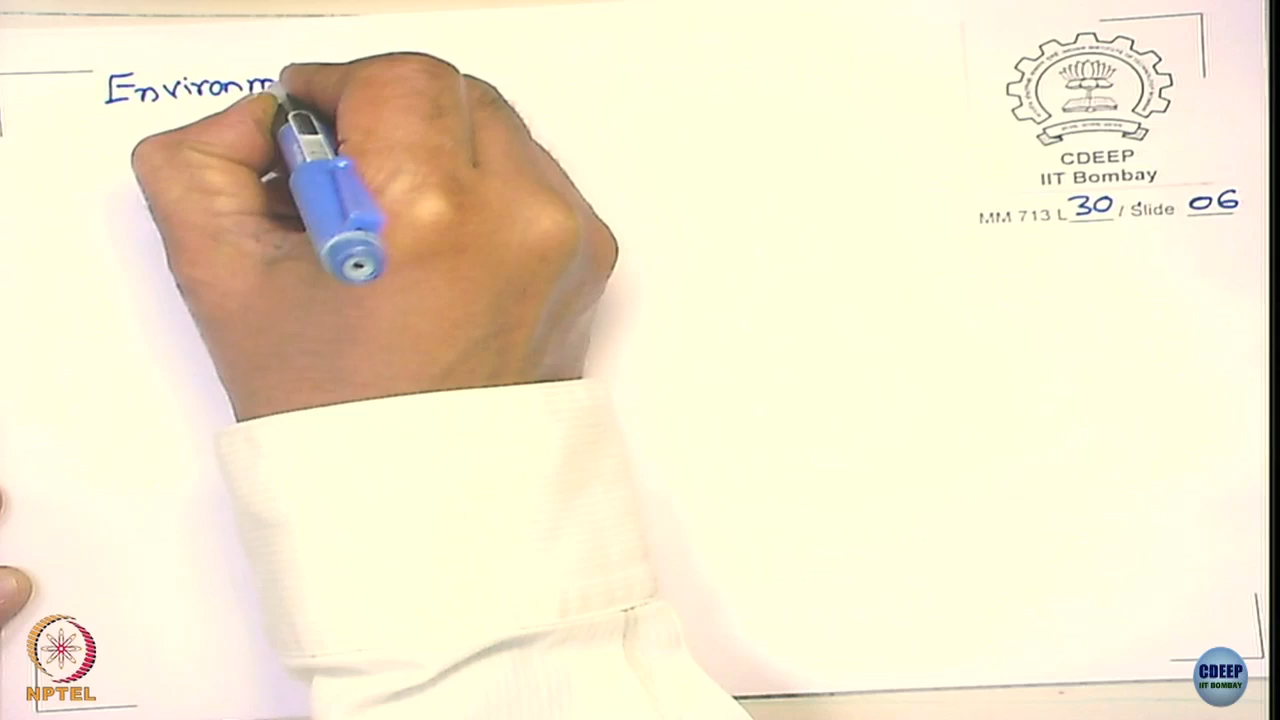 Environm
CDEEP
IIT Bombay
MM 713 L 30 / Slide 06
NPTEL
CDEEP
IIT BOMBAY